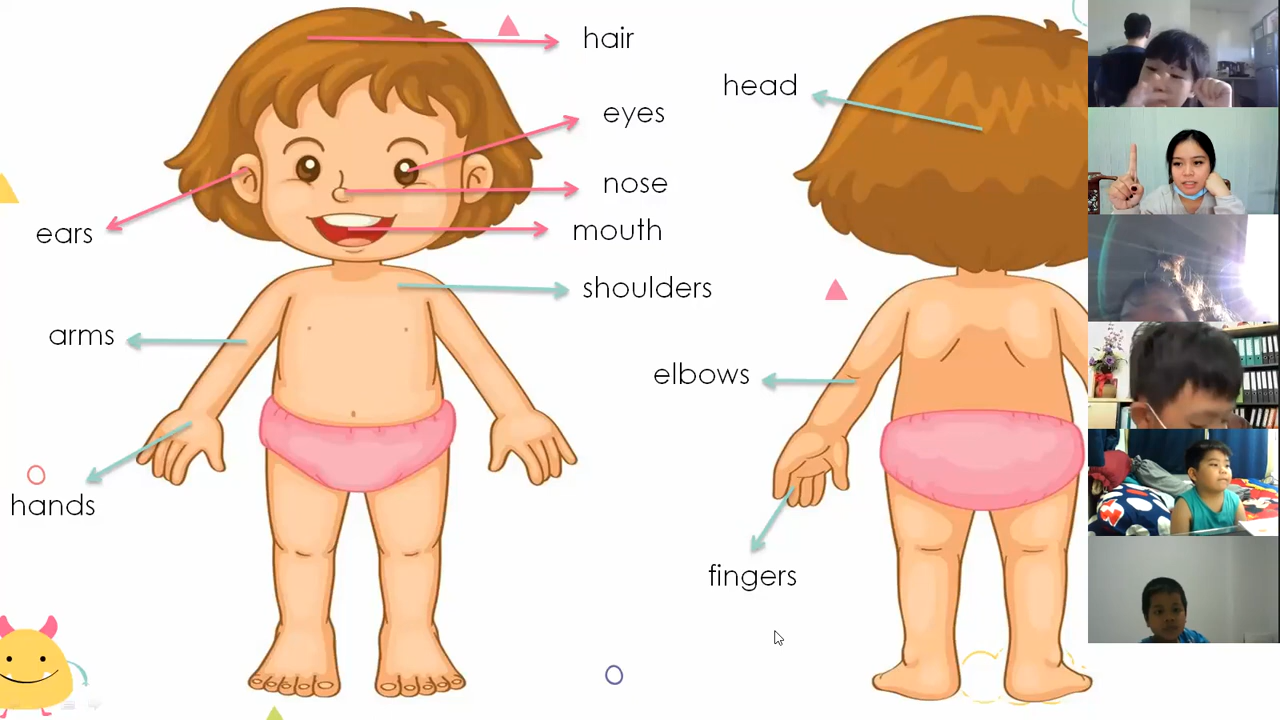 hair
eyes
nose
mouth
ears
shoulders
arms
hands
head
elbows
fingers